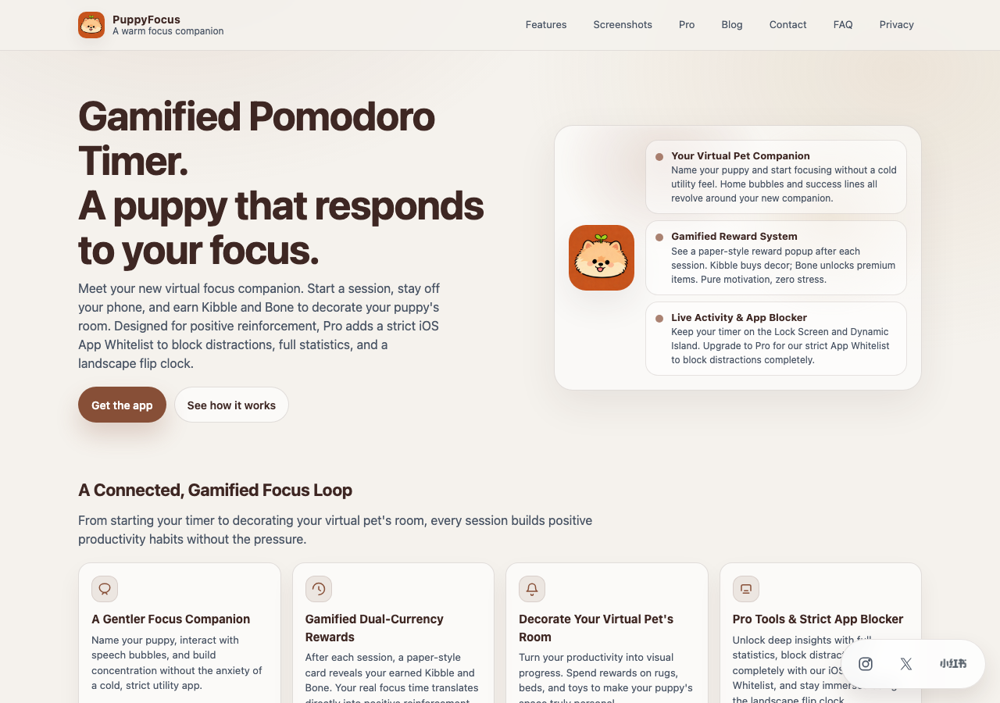 PuppyFocus
A warm focus companion
Features
Screenshots
Pro
Blog
Contact
FAQ
Privacy
Gamified Pomodoro
Timer.
A puppy that responds
to your focus.
Meet your new virtual focus companion. Start a session, stay off
your phone, and earn Kibble and Bone to decorate your puppy's
room. Designed for positive reinforcement, Pro adds a strict iOS
App Whitelist to block distractions, full statistics, and a
landscape flip clock.
Get the app
See how it works
Your Virtual Pet Companion
Name your puppy and start focusing without a cold
utility feel. Home bubbles and success lines all
revolve around your new companion.
Gamified Reward System
See a paper-style reward popup after each
session. Kibble buys decor; Bone unlocks premium
items. Pure motivation, zero stress.
Live Activity & App Blocker
Keep your timer on the Lock Screen and Dynamic
Island. Upgrade to Pro for our strict App Whitelist
to block distractions completely.
A Connected, Gamified Focus Loop
From starting your timer to decorating your virtual pet's room, every session builds positive
productivity habits without the pressure.
A Gentler Focus Companion
Name your puppy, interact with
speech bubbles, and build
concentration without the anxiety of
a cold, strict utility app.
Gamified Dual-Currency
Rewards
After each session, a paper-style
card reveals your earned Kibble and
Bone. Your real focus time translates
directly into positive reinforcement.
Decorate Your Virtual Pet's
Room
Turn your productivity into visual
progress. Spend rewards on rugs,
beds, and toys to make your puppy's
space truly personal.
Pro Tools & Strict App Blocker
Unlock deep insights with full
statistics, block
completely with our iOS
Whitelist, and stay
the landscape flip clock.
小红书